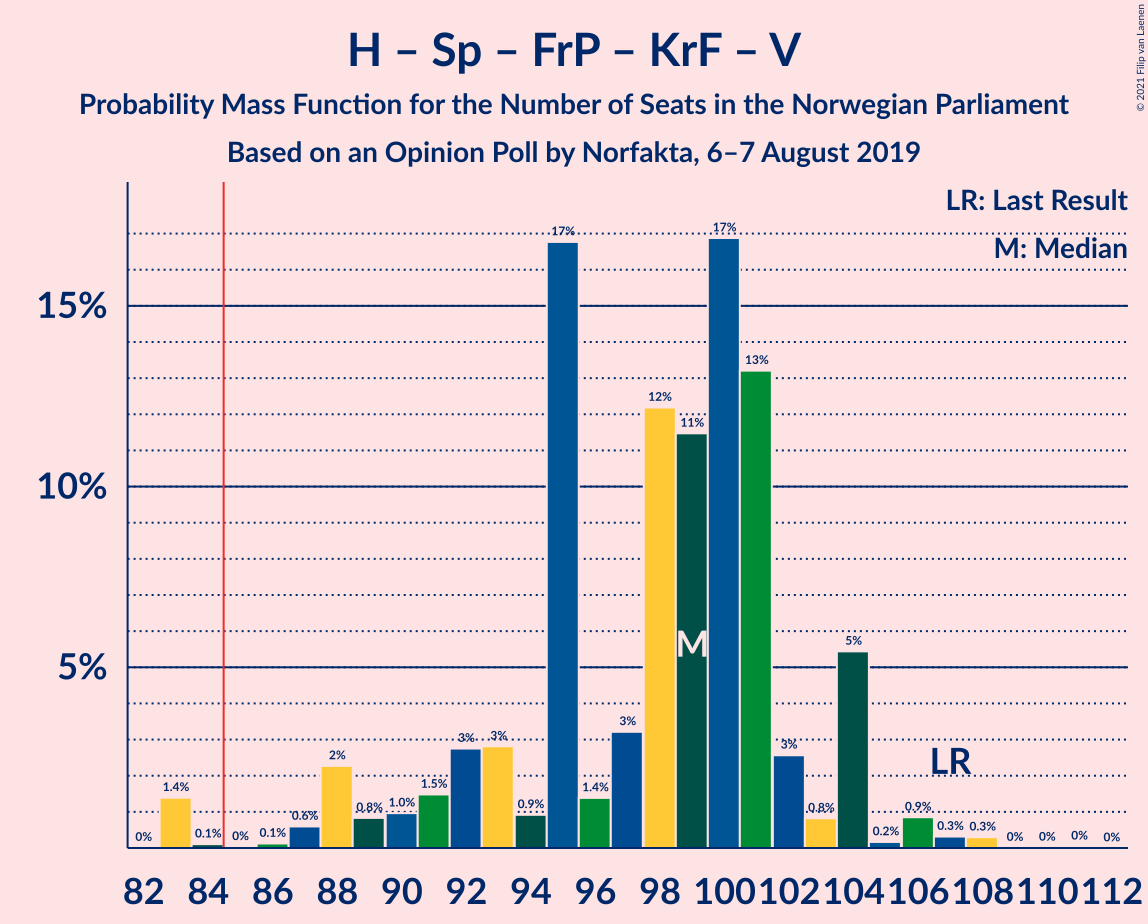 H – Sp – FrP – KrF – V
Probability Mass Function for the Number of Seats in the Norwegian Parliament
Based on an Opinion Poll by Norfakta, 6–7 August 2019
© 2021 Filip van Laenen
LR: Last Result
M: Median
15%
10%
5%
0% 1.4% 0.1% 0% 0.1% 0.6% 2% 0.8% 1.0% 1.5% 3% 3% 0.9% 17% 1.4% 3% 12% 11% 17% 13% 3% 0.8% 5% 0.2% 0.9% 0.3% 0.3% 0% 0% 0% 0%
M
LR
82 84 86 88 90 92 94 96 98 100 102 104 106 108 110 112